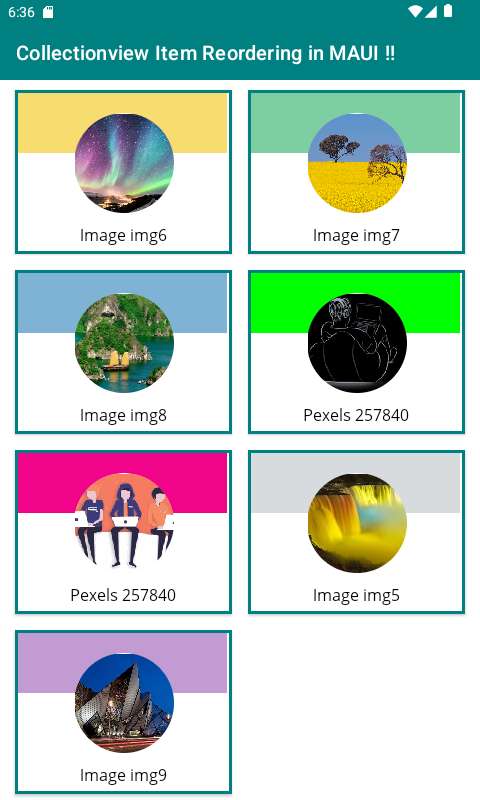 6:36
Collectionview Item Reordering in MAUI !!
Image img6
Image img7
Image img8
Pexels 257840
Pexels 257840
Image img5
Image img9